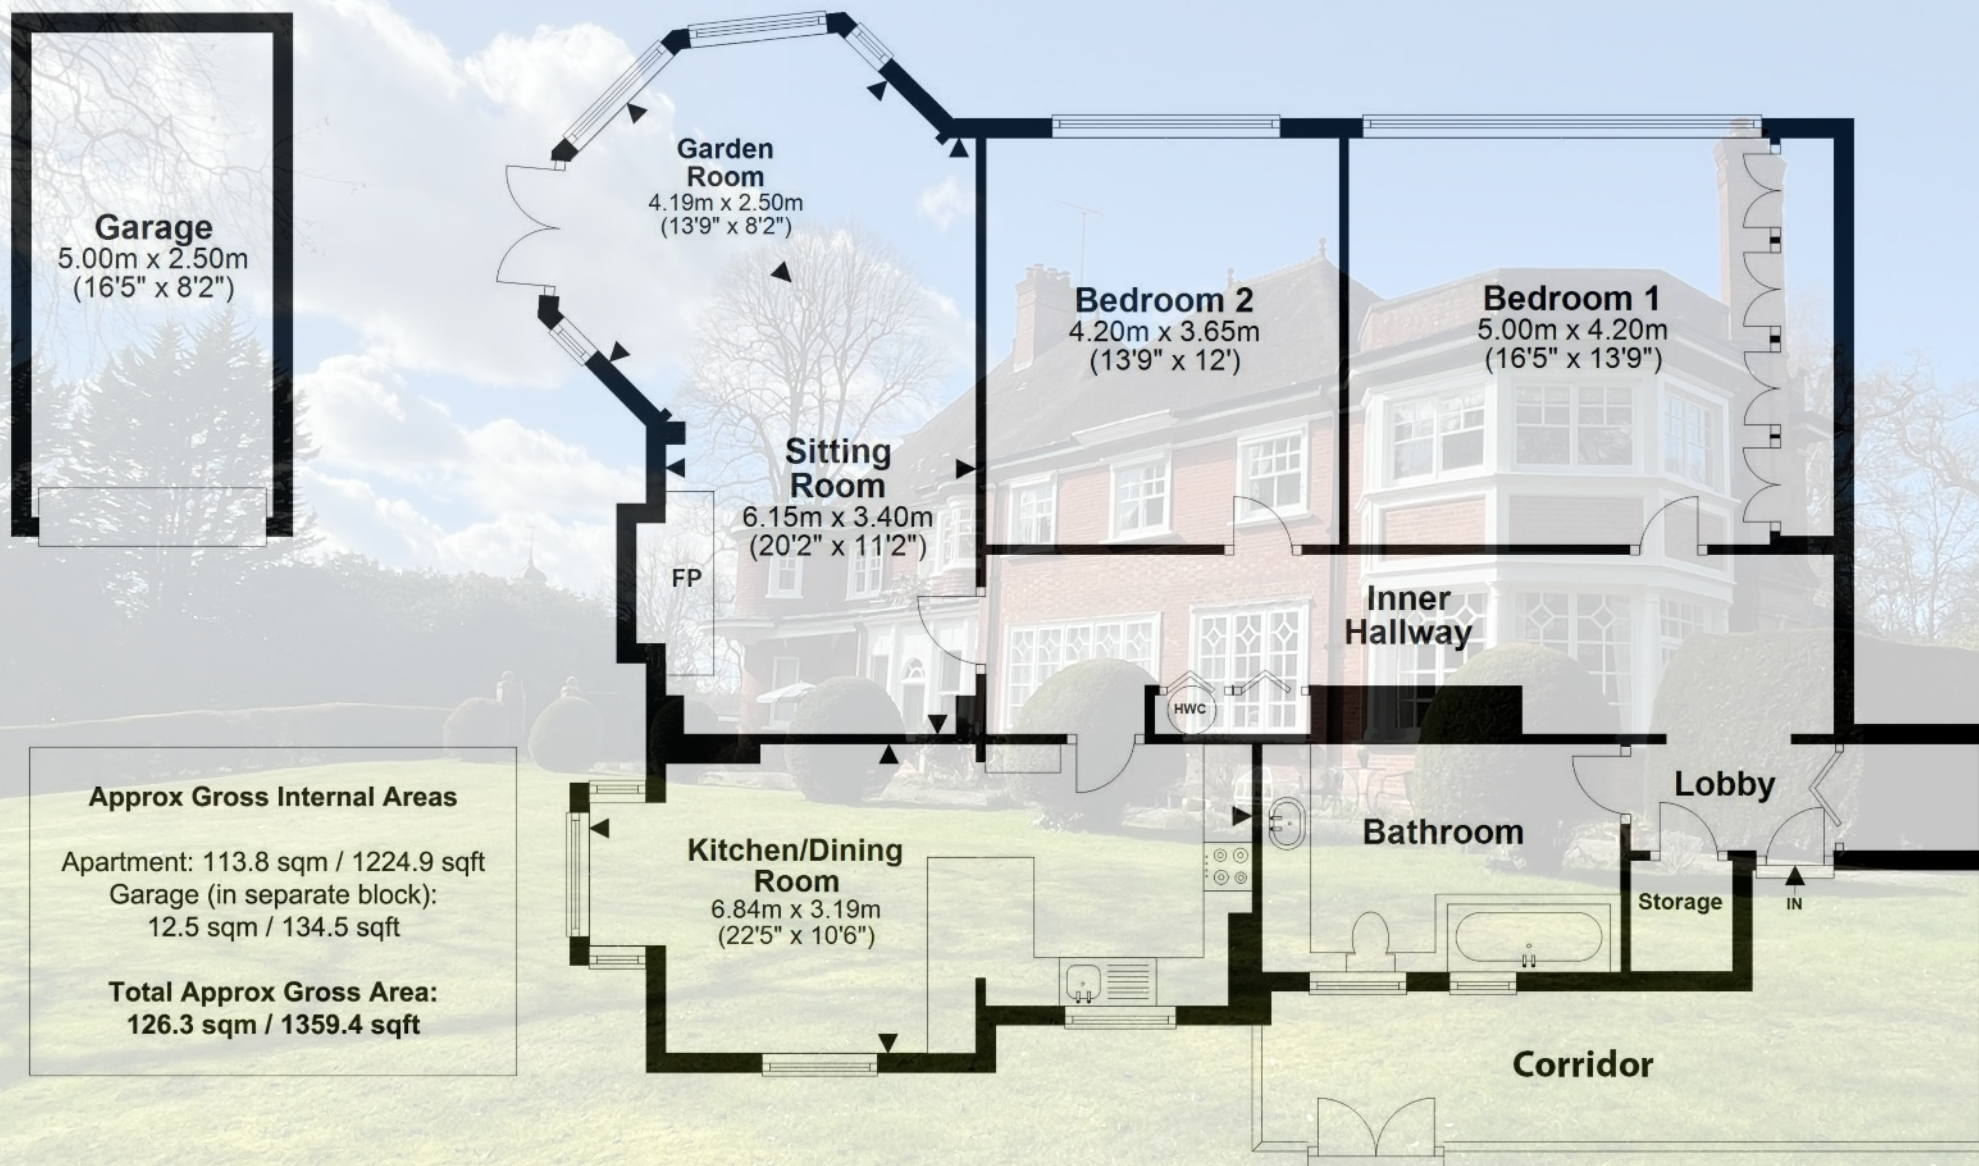 Garage
5.00m x 2.50m
(16'5" x 8'2")
Garden
Room
4.19m x 2.50m
(13'9" x 8'2")
Bedroom 2
4.20m x 3.65m
(13'9" x 12')
Bedroom 1
5.00m x 4.20m
(16'5" x 13'9")
Sitting
Room
6.15m x 3.40m
(20'2" x 11'2")
FP
Inner
Hallway
HWC
Lobby
Bathroom
Kitchen/Dining
Room
6.84m x 3.19m
(22'5" x 10'6")
Storage
IN
Corridor
Approx Gross Internal Areas
Apartment: 113.8 sqm / 1224.9 sqft
Garage (in separate block):
12.5 sqm / 134.5 sqft
Total Approx Gross Area:
126.3 sqm / 1359.4 sqft